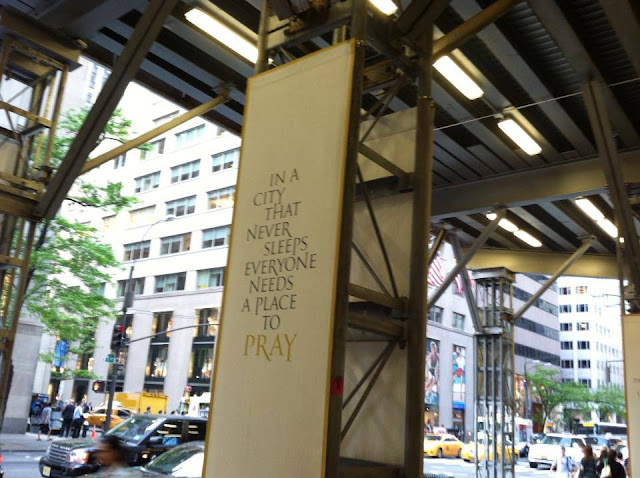 IN A
CITY
THAT
NEVER
SLEEPS
EVERYONE
NEEDS
A PLACE
TO
PRAY